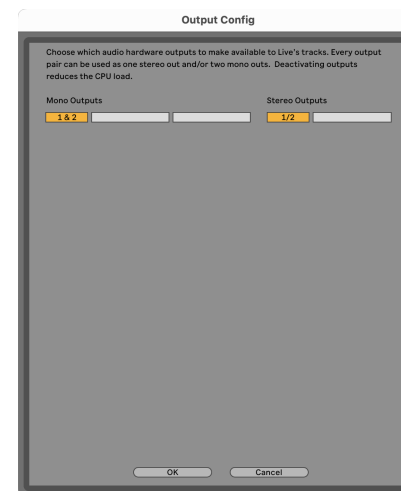 Output Config
Choose which audio hardware outputs to make available to Live's tracks. Every output
pair can be used as one stereo out and/or two mono outs.  Deactivating outputs
reduces the CPU load.
Mono Outputs Stereo Outputs
1 & 2 1/2
OK Cancel